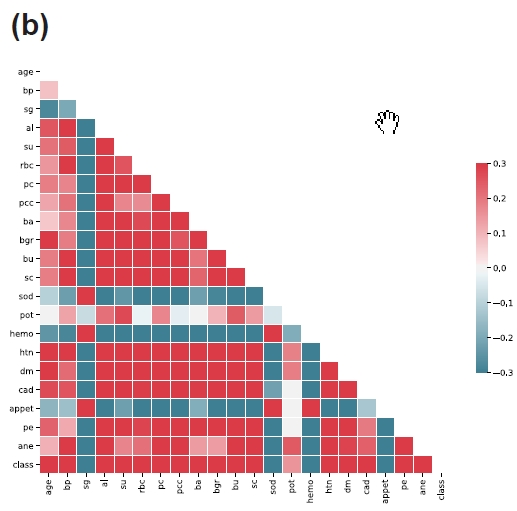 (b)
age
bp
sg
al
su
rbc
pc
pcc
ba
bgr
bu
sc
sod
pot
hemo
htn
dm
cad
appet
pe
ane
class
age
bp
sg
al
su
rbc
pc
pcc
ba
bgr
bu
sc
sod
pot
hemo
htn
dm
cad
appet
pe
ane
class
0.3
0.2
0.1
0,0
−0.1
−0.2
−0.3